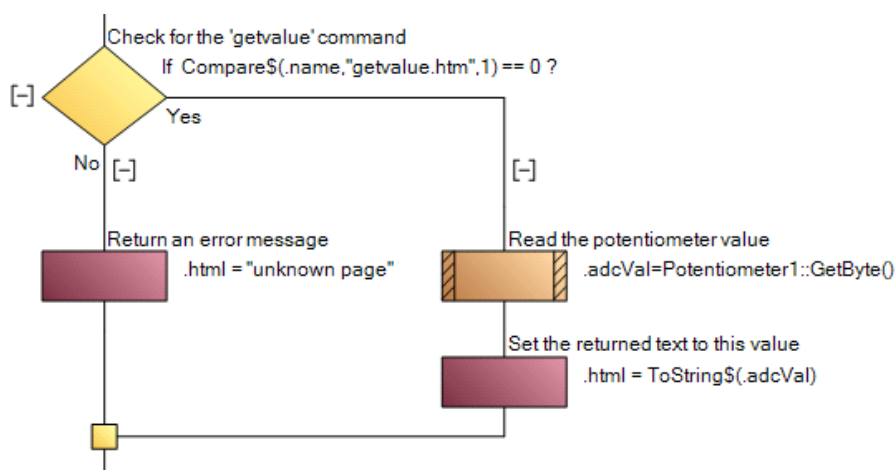 Check for the 'getvalue' command
If Compare$(.name,"getvalue.htm",1) == 0 ?
[-]
Yes
No [-]
[-]
Return an error message
.html = "unknown page"
Read the potentiometer value
.adcVal=Potentiometer1::GetByte()
Set the returned text to this value
.html = ToString$(.adcVal)